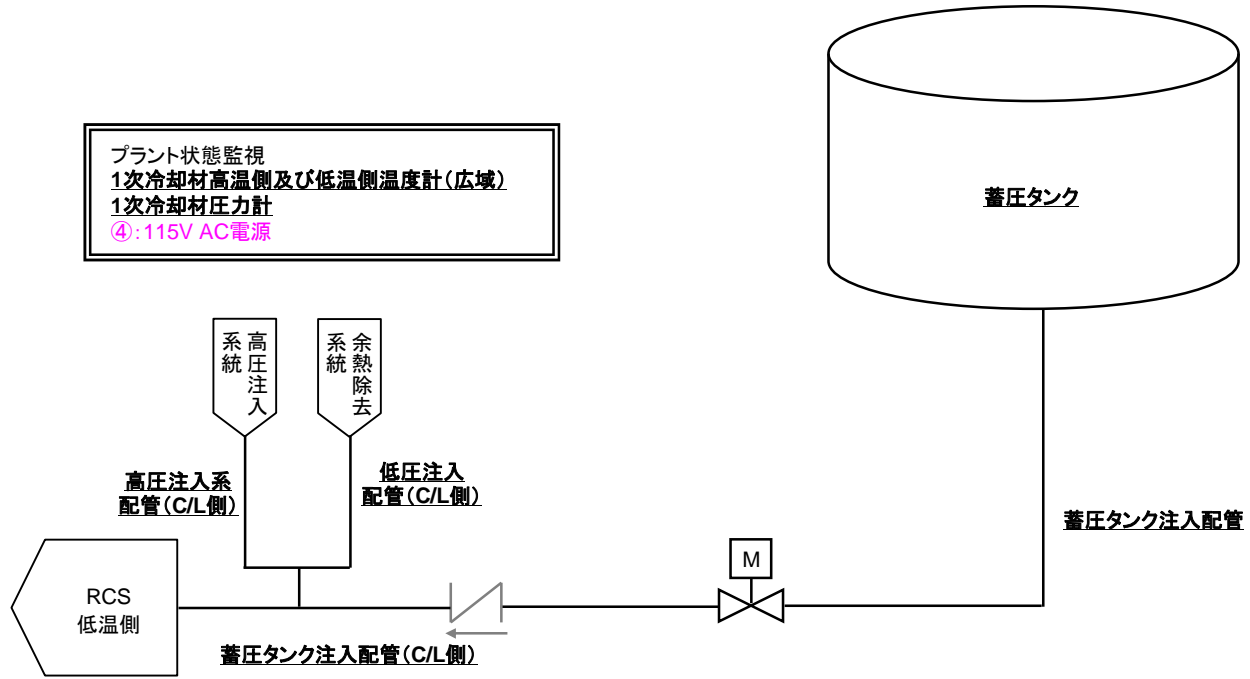 プラント状態監視
1次冷却材高温側及び低温側温度計(広域)
1次冷却材圧力計
④:115V AC電源
蓄圧タンク
高圧注入
系統
余熱除去
系統
高圧注入系
配管(C/L側)
低圧注入
配管(C/L側)
蓄圧タンク注入配管
M
RCS
低温側
蓄圧タンク注入配管(C/L側)